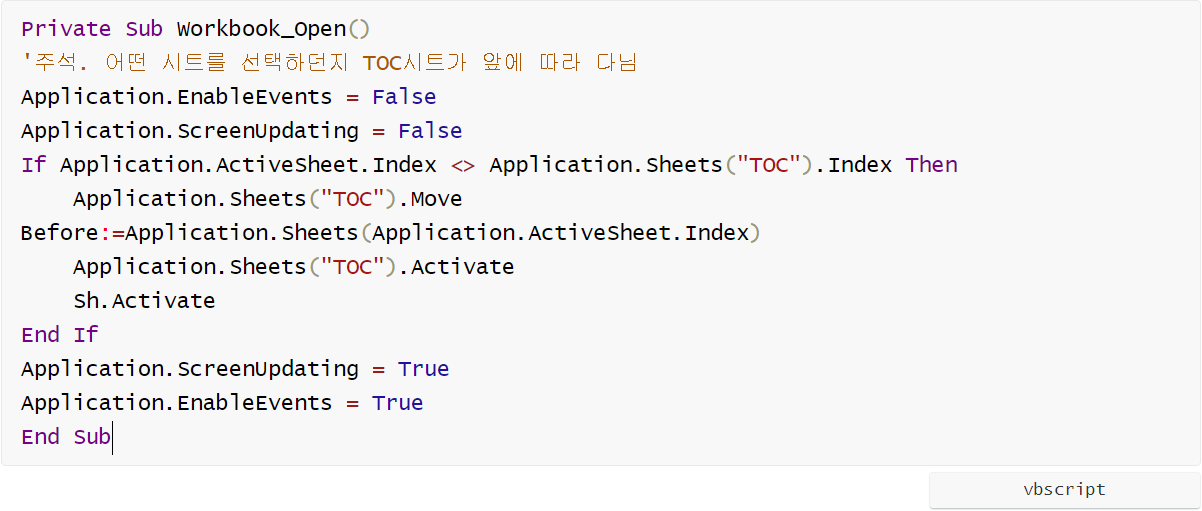 Private Sub Workbook_Open()
'주석. 어떤 시트를 선택하던지 TOC시트가 앞에 따라 다님
Application.EnableEvents = False
Application.ScreenUpdating = False
If Application.ActiveSheet.Index <> Application.Sheets("TOC").Index Then
    Application.Sheets("TOC").Move
Before:=Application.Sheets(Application.ActiveSheet.Index)
    Application.Sheets("TOC").Activate
    Sh.Activate
End If
Application.ScreenUpdating = True
Application.EnableEvents = True
End Sub
vbscript